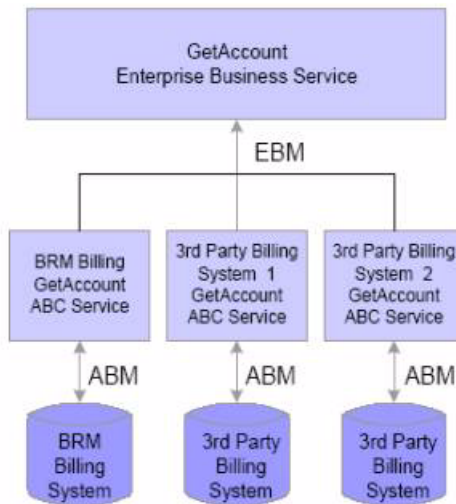 GetAccount
Enterprise Business Service
EBM
BRM Billing
GetAccount
ABC Service
3rd Party Billing
System 1
GetAccount
ABC Service
3rd Party Billing
System 2
GetAccount
ABC Service
ABM
ABM
ABM
BRM
Billing
System
3rd Party
Billing
System
3rd Party
Billing
System